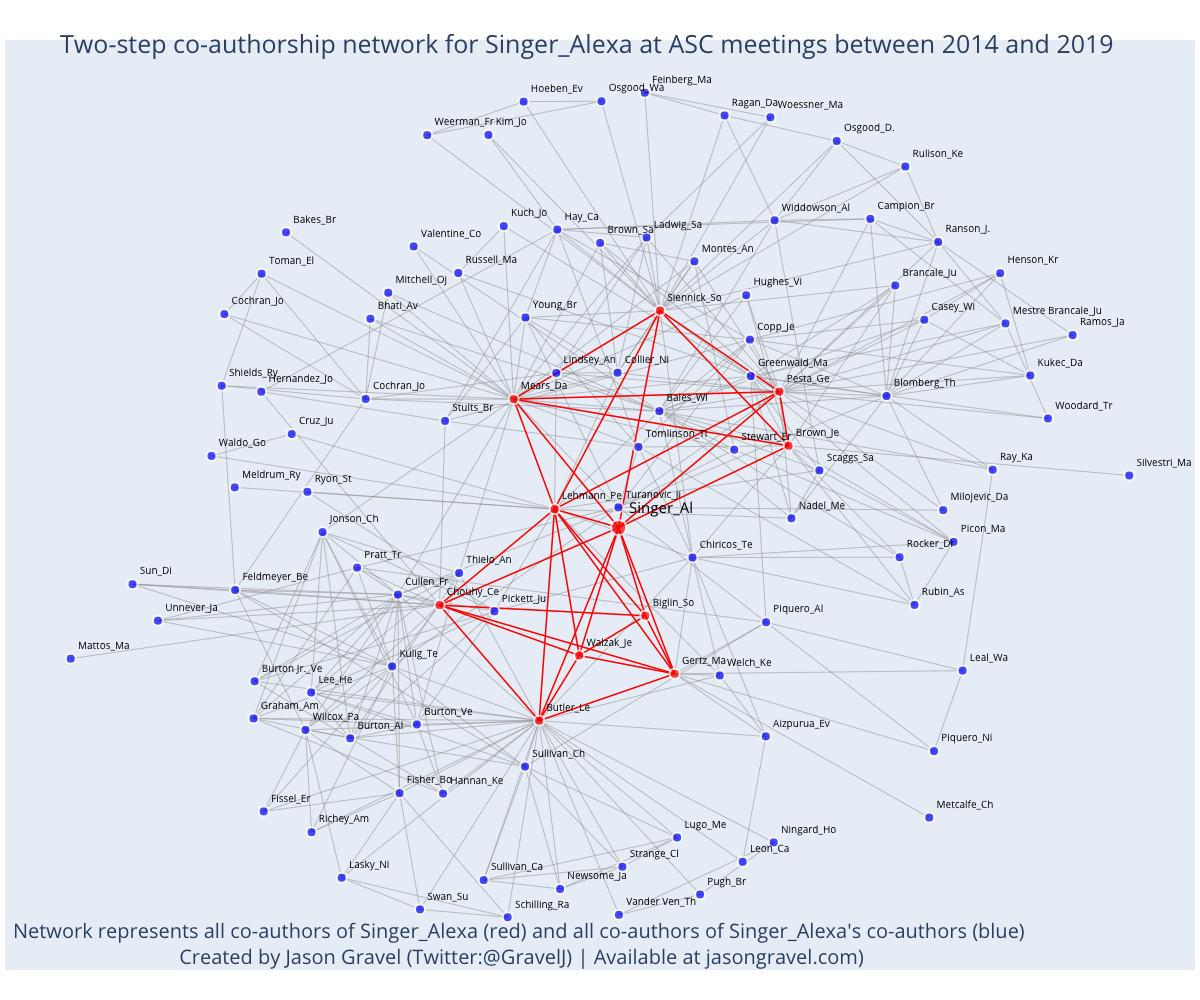 Two-step co-authorship network for Singer_Alexa at ASC meetings between 2014 and 2019
Feinberg_Ma
Hoeben_Ev
Osgood_Wa
Ragan_Da
Woessner_Ma
Weerman_Fr
Kim_Jo
Osgood_D.
Rulison_Ke
Kuch_Jo
Hay_Ca
Widdowson_Al
Campion_Br
Bakes_Br
Valentine_Co
Brown_Sa
Ladwig_Sa
Ranson_J.
Toman_El
Russell_Ma
Montes_An
Henson_Kr
Mitchell_Oj
Hughes_Vi
Brancale_Ju
Cochran_Jo
Bhati_Av
Young_Br
Siennick_So
Casey_Wi
Mestre Brancale_Ju
Ramos_Ja
Copp_Je
Shields_Ry
Hernandez_Jo
Cochran_Jo
Mears_Da
Lindsey_An
Collier_Ni
Greenwald_Ma
Pesta_Ge
Blomberg_Th
Kukec_Da
Stults_Br
Bales_Wi
Woodard_Tr
Cruz_Ju
Waldo_Go
Tomlinson_Ti
Stewart_Er
Brown_Je
Scaggs_Sa
Ray_Ka
Silvestri_Ma
Meldrum_Ry
Ryon_St
Lehmann_Pe
Turanovic_Ji
Singer_Al
Nadel_Me
Milojevic_Da
Jonson_Ch
Picon_Ma
Pratt_Tr
Thielo_An
Chiricos_Te
Rocker_Di
Sun_Di
Feldmeyer_Be
Cullen_Fr
Chouhy_Ce
Pickett_Ju
Biglin_So
Piquero_Al
Rubin_As
Unnever_Ja
Mattos_Ma
Kulig_Te
Walzak_Je
Gertz_Ma
Welch_Ke
Leal_Wa
Burton Jr._Ve
Lee_He
Graham_Am
Wilcox_Pa
Burton_Al
Burton_Ve
Butler_Le
Aizpurua_Ev
Piquero_Ni
Sullivan_Ch
Fisher_Bo
Hannan_Ke
Fissel_Er
Richey_Am
Metcalfe_Ch
Lugo_Me
Ningard_Ho
Lasky_Ni
Sullivan_Ca
Strange_Cl
Leon_Ca
Newsome_Ja
Pugh_Br
Swan_Su
Schilling_Ra
Vander Ven_Th
Network represents all co-authors of Singer_Alexa (red) and all co-authors of Singer_Alexa's co-authors (blue)
Created by Jason Gravel (Twitter:@GravelJ) | Available at jasongravel.com)